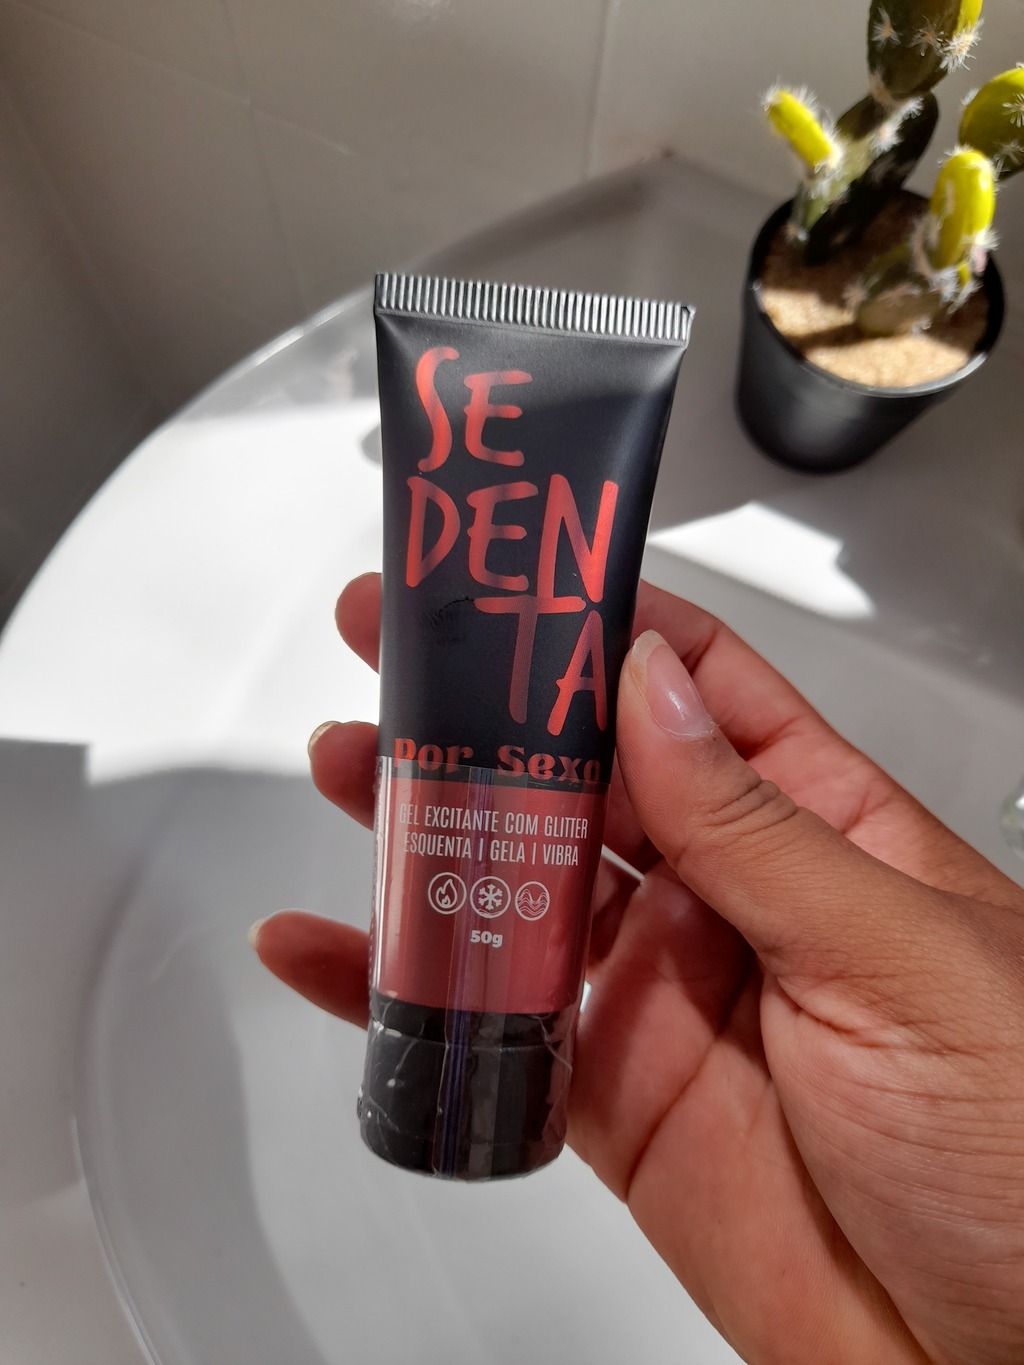 SE
DEN
TA
por Sexo
GEL EXCITANTE COM GLITTER
ESQUENTA | GELA | VIBRA
50g